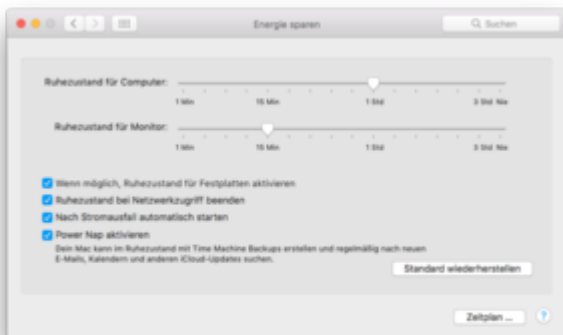 Energie sparen
Suchen
Ruhezustand für Computer:
1 Min 15 Min 1 Std 3 Std Nie
Ruhezustand für Monitor:
1 Min 15 Min 1 Std 3 Std Nie
Wenn möglich, Ruhezustand für Festplatten aktivieren
Ruhezustand bei Netzwerkzugriff beenden
Nach Stromausfall automatisch starten
Power Nap aktivieren
Dein Mac kann im Ruhezustand mit Time Machine Backups erstellen und regelmäßig nach neuen
E-Mails, Kalendern und anderen iCloud-Updates suchen.
Standard wiederherstellen
Zeitplan ...
?